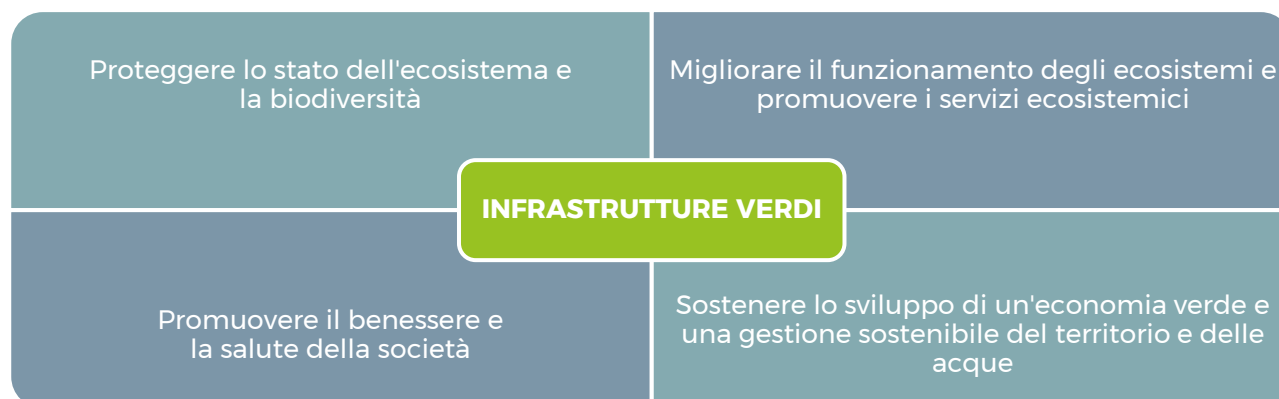 Proteggere lo stato dell'ecosistema e
la biodiversità
Migliorare il funzionamento degli ecosistemi e
promuovere i servizi ecosistemici
INFRASTRUTTURE VERDI
Promuovere il benessere e
la salute della società
Sostenere lo sviluppo di un'economia verde e
una gestione sostenibile del territorio e delle
acque